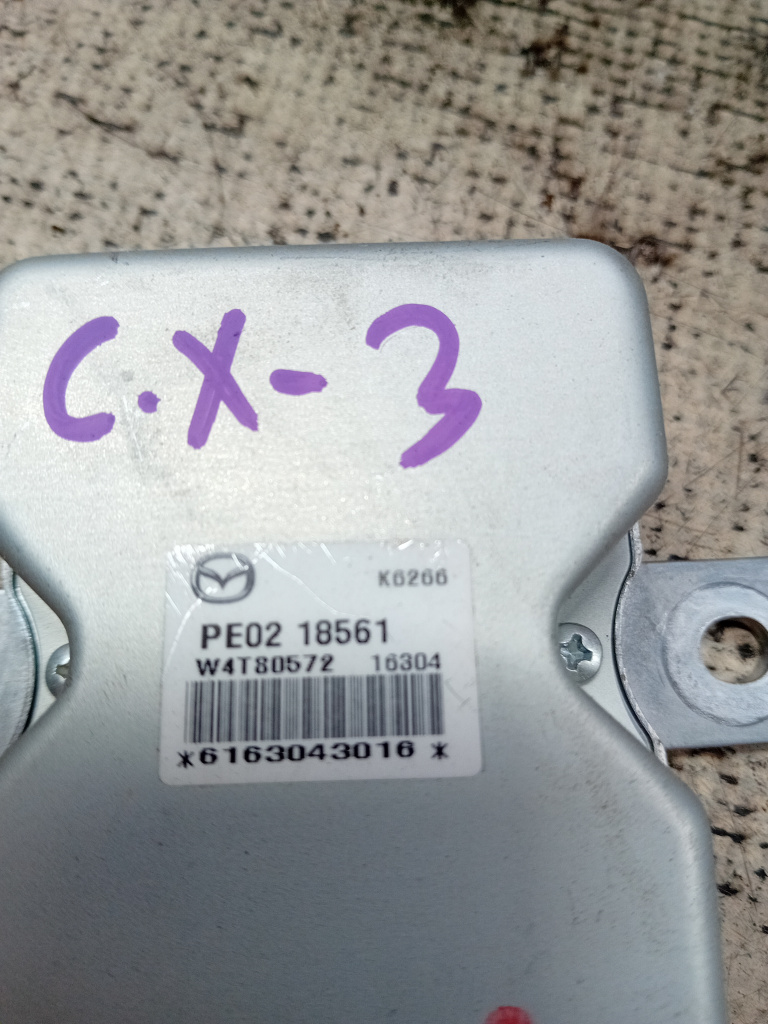 C.X-3
K6266
PE02 18561
W4T80572 16304
*6163043016*